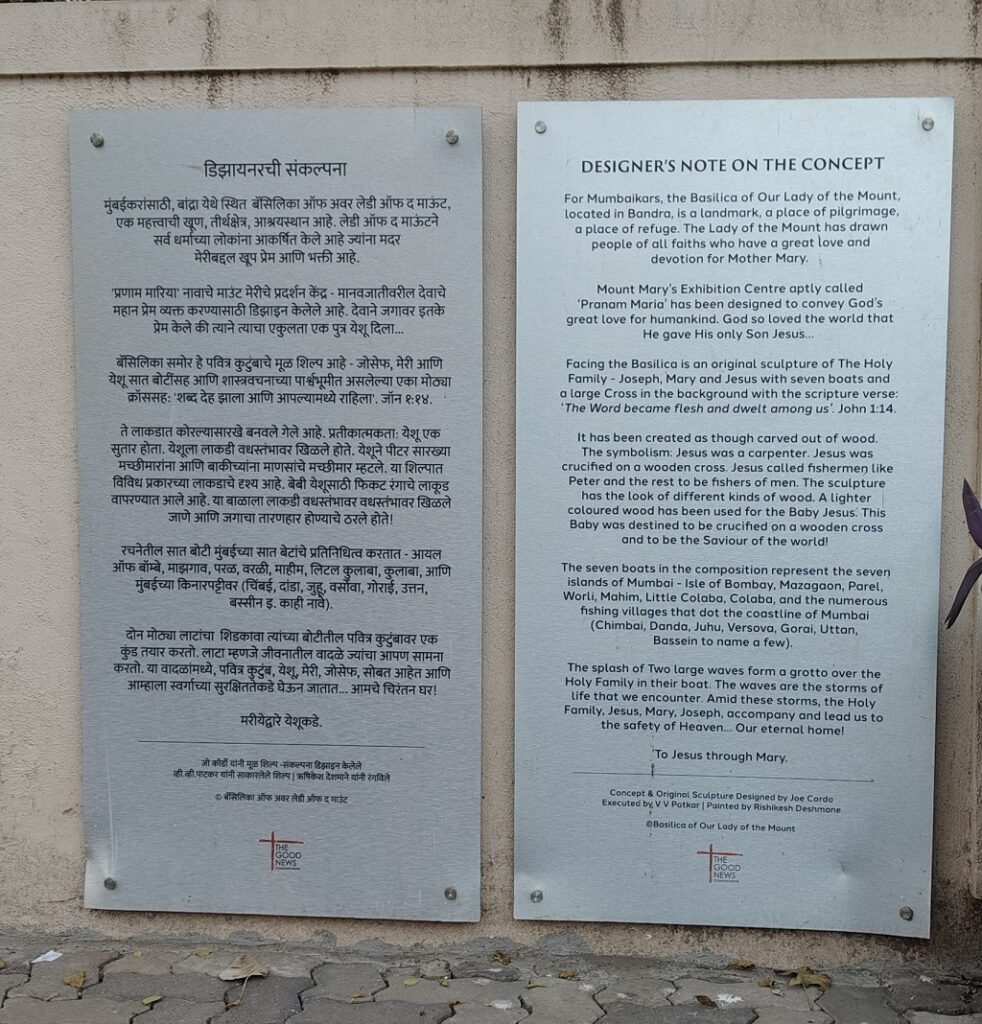 डिझायनरची संकल्पना
मुंबईकरांसाठी, बांद्रा येथे स्थित बॅसिलिका ऑफ अवर लेडी ऑफ द माऊंट,
एक महत्त्वाची खूण, तीर्थक्षेत्र, आश्रयस्थान आहे. लेडी ऑफ द माऊंटने
सर्व धर्माच्या लोकांना आकर्षित केले आहे ज्यांना मदर
मेरीबद्दल खूप प्रेम आणि भक्ती आहे.
'प्रणाम मारिया' नावाचे माउंट मेरीचे प्रदर्शन केंद्र - मानवजातीवरील देवाचे
महान प्रेम व्यक्त करण्यासाठी डिझाइन केलेले आहे. देवाने जगावर इतके
प्रेम केले की त्याने त्याचा एकुलता एक पुत्र येशू दिला...
बॅसिलिका समोर हे पवित्र कुटुंबाचे मूळ शिल्प आहे - जोसेफ, मेरी आणि
येशू सात बोटींसह आणि शास्त्रवचनाच्या पार्श्वभूमीत असलेल्या एका मोठ्या
क्रॉससह: 'शब्द देह झाला आणि आपल्यामध्ये राहिला'. जॉन १:१४.
ते लाकडात कोरल्यासारखे बनवले गेले आहे. प्रतीकात्मकता: येशू एक
सुतार होता. येशूला लाकडी वधस्तंभावर खिळले होते. येशूने पीटर सारख्या
मच्छीमारांना आणि बाकीच्यांना माणसांचे मच्छीमार म्हटले. या शिल्पात
विविध प्रकारच्या लाकडाचे दृश्य आहे. बेबी येशूसाठी फिकट रंगाचे लाकूड
वापरण्यात आले आहे. या बाळाला लाकडी वधस्तंभावर वधस्तंभावर खिळले
जाणे आणि जगाचा तारणहार होण्याचे ठरले होते!
रचनेतील सात बोटी मुंबईच्या सात बेटांचे प्रतिनिधित्व करतात - आयल
ऑफ बॉम्बे, माझगाव, परळ, वरळी, माहीम, लिटल कुलाबा, कुलाबा, आणि
मुंबईच्या किनारपट्टीवर (चिंबई, दांडा, जुहू, वर्सोवा, गोराई, उत्तन,
बस्सीन इ. काही नावे).
दोन मोठ्या लाटांचा शिडकावा त्यांच्या बोटीतील पवित्र कुटुंबावर एक
कुंड तयार करतो. लाटा म्हणजे जीवनातील वादळे ज्यांचा आपण सामना
करतो. या वादळांमध्ये, पवित्र कुटुंब, येशू, मेरी, जोसेफ, सोबत आहेत आणि
आम्हाला स्वर्गाच्या सुरक्षिततेकडे घेऊन जातात... आमचे चिरंतन घर!
मरीयेद्वारे येशूकडे.
जो कॉर्डो यांनी मूळ शिल्प -संकल्पना डिझाइन केलेले
व्ही.व्ही.पाटकर यांनी साकारलेले शिल्प | ऋषिकेश देशमाने यांनी रंगविले
© बॅसिलिका ऑफ अवर लेडी ऑफ द माउंट
THE
GOOD
NEWS
DESIGNER'S NOTE ON THE CONCEPT
For Mumbaikars, the Basilica of Our Lady of the Mount,
located in Bandra, is a landmark, a place of pilgrimage,
a place of refuge. The Lady of the Mount has drawn
people of all faiths who have a great love and
devotion for Mother Mary.
Mount Mary's Exhibition Centre aptly called
'Pranam Maria' has been designed to convey God's
great love for humankind. God so loved the world that
He gave His only Son Jesus...
Facing the Basilica is an original sculpture of The Holy
Family - Joseph, Mary and Jesus with seven boats and
a large Cross in the background with the scripture verse:
'The Word became flesh and dwelt among us'. John 1:14.
It has been created as though carved out of wood.
The symbolism: Jesus was a carpenter. Jesus was
crucified on a wooden cross. Jesus called fishermen like
Peter and the rest to be fishers of men. The sculpture
has the look of different kinds of wood. A lighter
coloured wood has been used for the Baby Jesus. This
Baby was destined to be crucified on a wooden cross
and to be the Saviour of the world!
The seven boats in the composition represent the seven
islands of Mumbai - Isle of Bombay, Mazagaon, Parel,
Worli, Mahim, Little Colaba, Colaba, and the numerous
fishing villages that dot the coastline of Mumbai
(Chimbai, Danda, Juhu, Versova, Gorai, Uttan,
Bassein to name a few).
The splash of Two large waves form a grotto over the
Holy Family in their boat. The waves are the storms of
life that we encounter. Amid these storms, the Holy
Family, Jesus, Mary, Joseph, accompany and lead us to
the safety of Heaven... Our eternal home!
To Jesus through Mary.
Concept & Original Sculpture Designed by Joe Cordo
Executed by V V Patkar | Painted by Rishikesh Deshmane
©Basilica of Our Lady of the Mount
THE
GOOD
NEWS